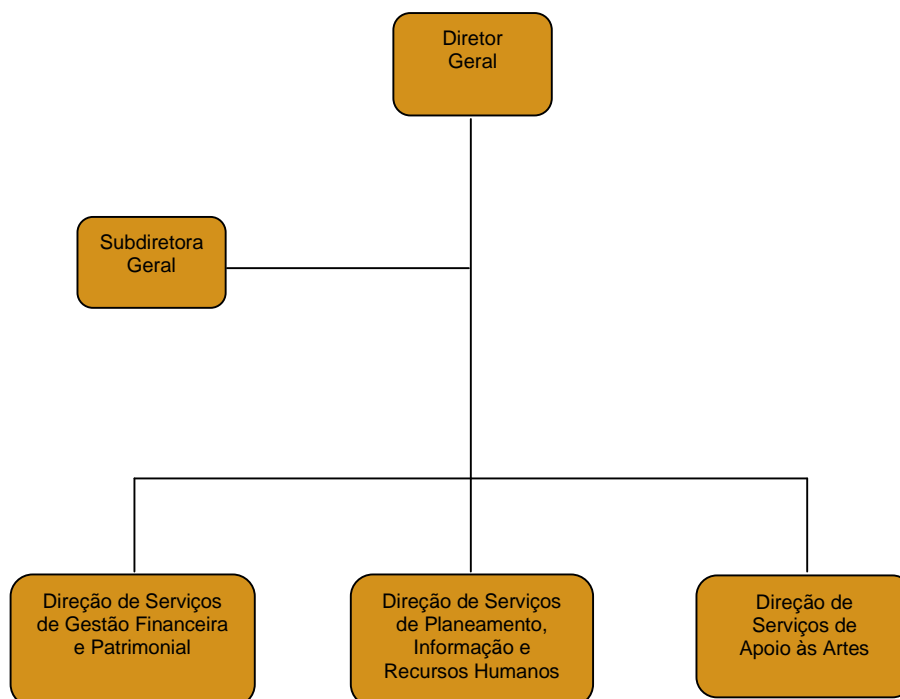 Diretor
Geral
Subdiretora
Geral
Direção de Serviços
de Gestão Financeira
e Patrimonial
Direção de Serviços
de Planeamento,
Informação e
Recursos Humanos
Direção de
Serviços de
Apoio às Artes